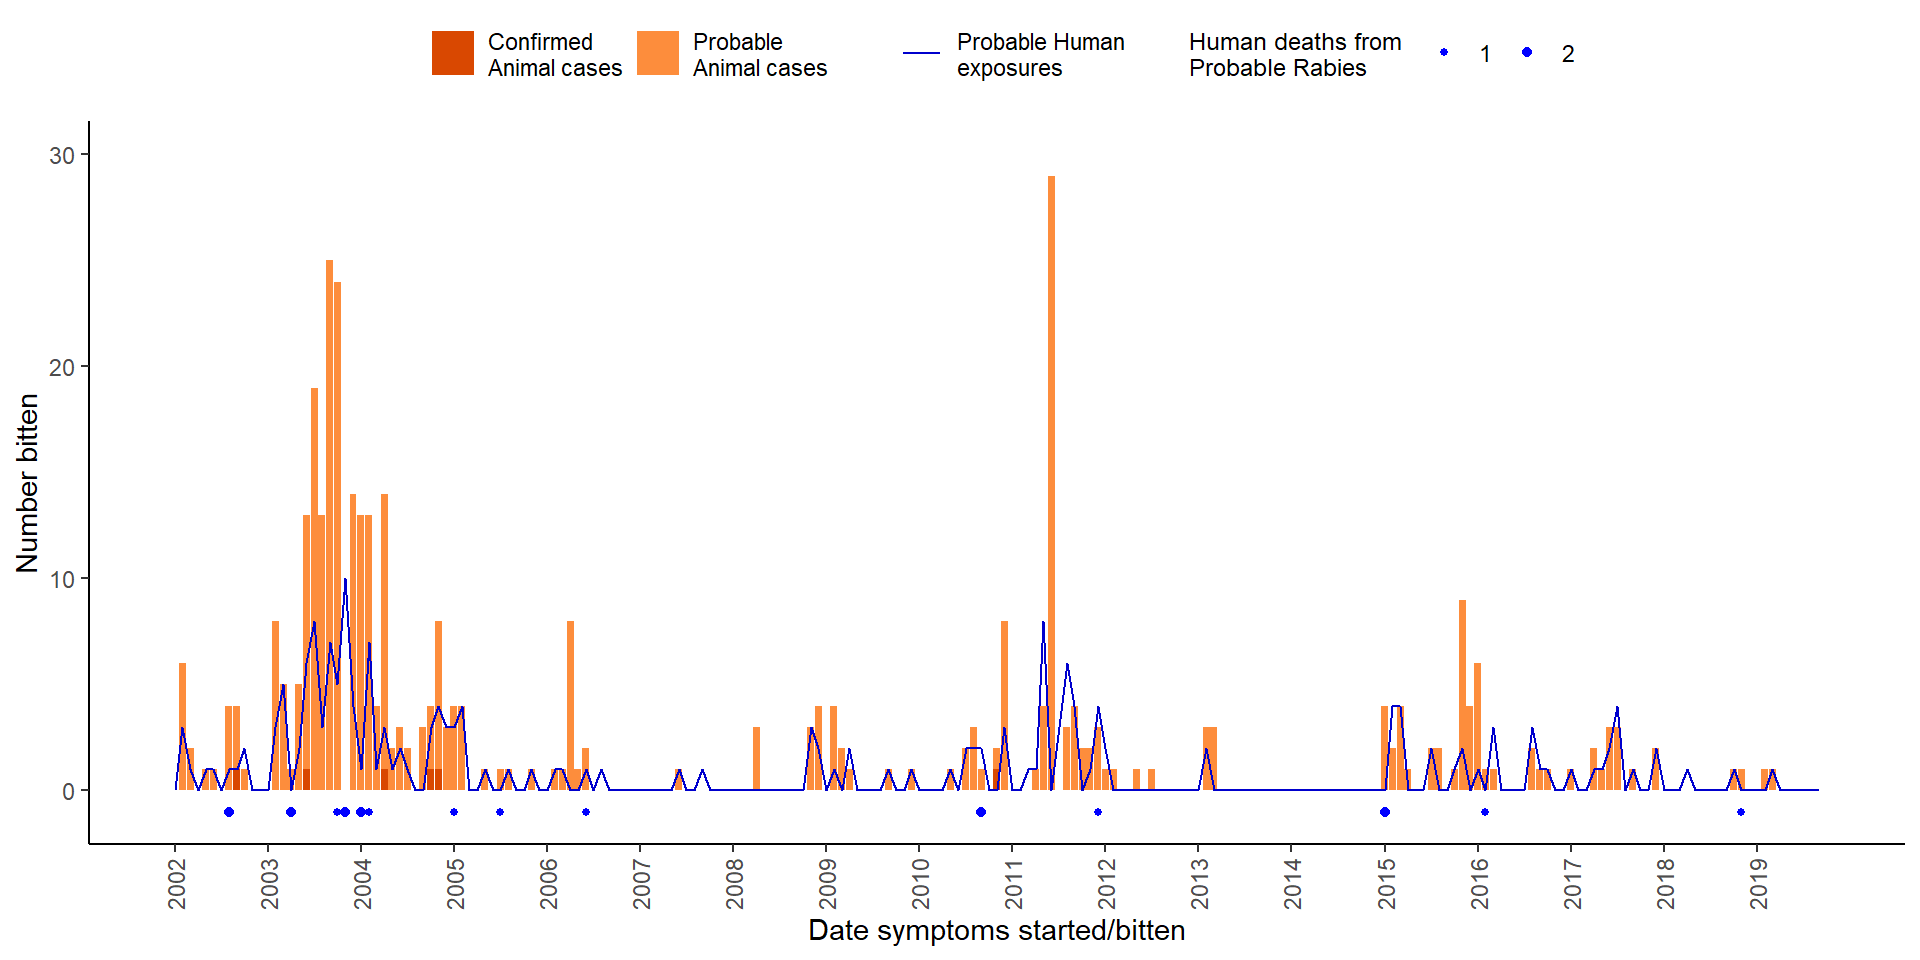 Confirmed
Animal cases
Probable
Animal cases
Probable Human
exposures
Human deaths from
Probable Rabies
1
2
Number bitten
30
20
10
0
2002
2003
2004
2005
2006
2007
2008
2009
2010
2011
2012
2013
2014
2015
2016
2017
2018
2019
Date symptoms started/bitten